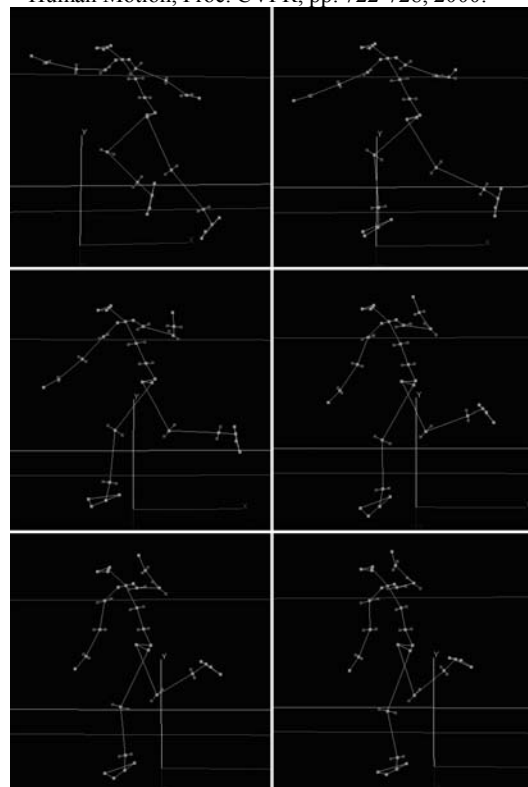 Human Motion, Proc. CVPR, pp. 722-728, 2000.
Y
X
Y
X
Y
X
Y
Y
Y